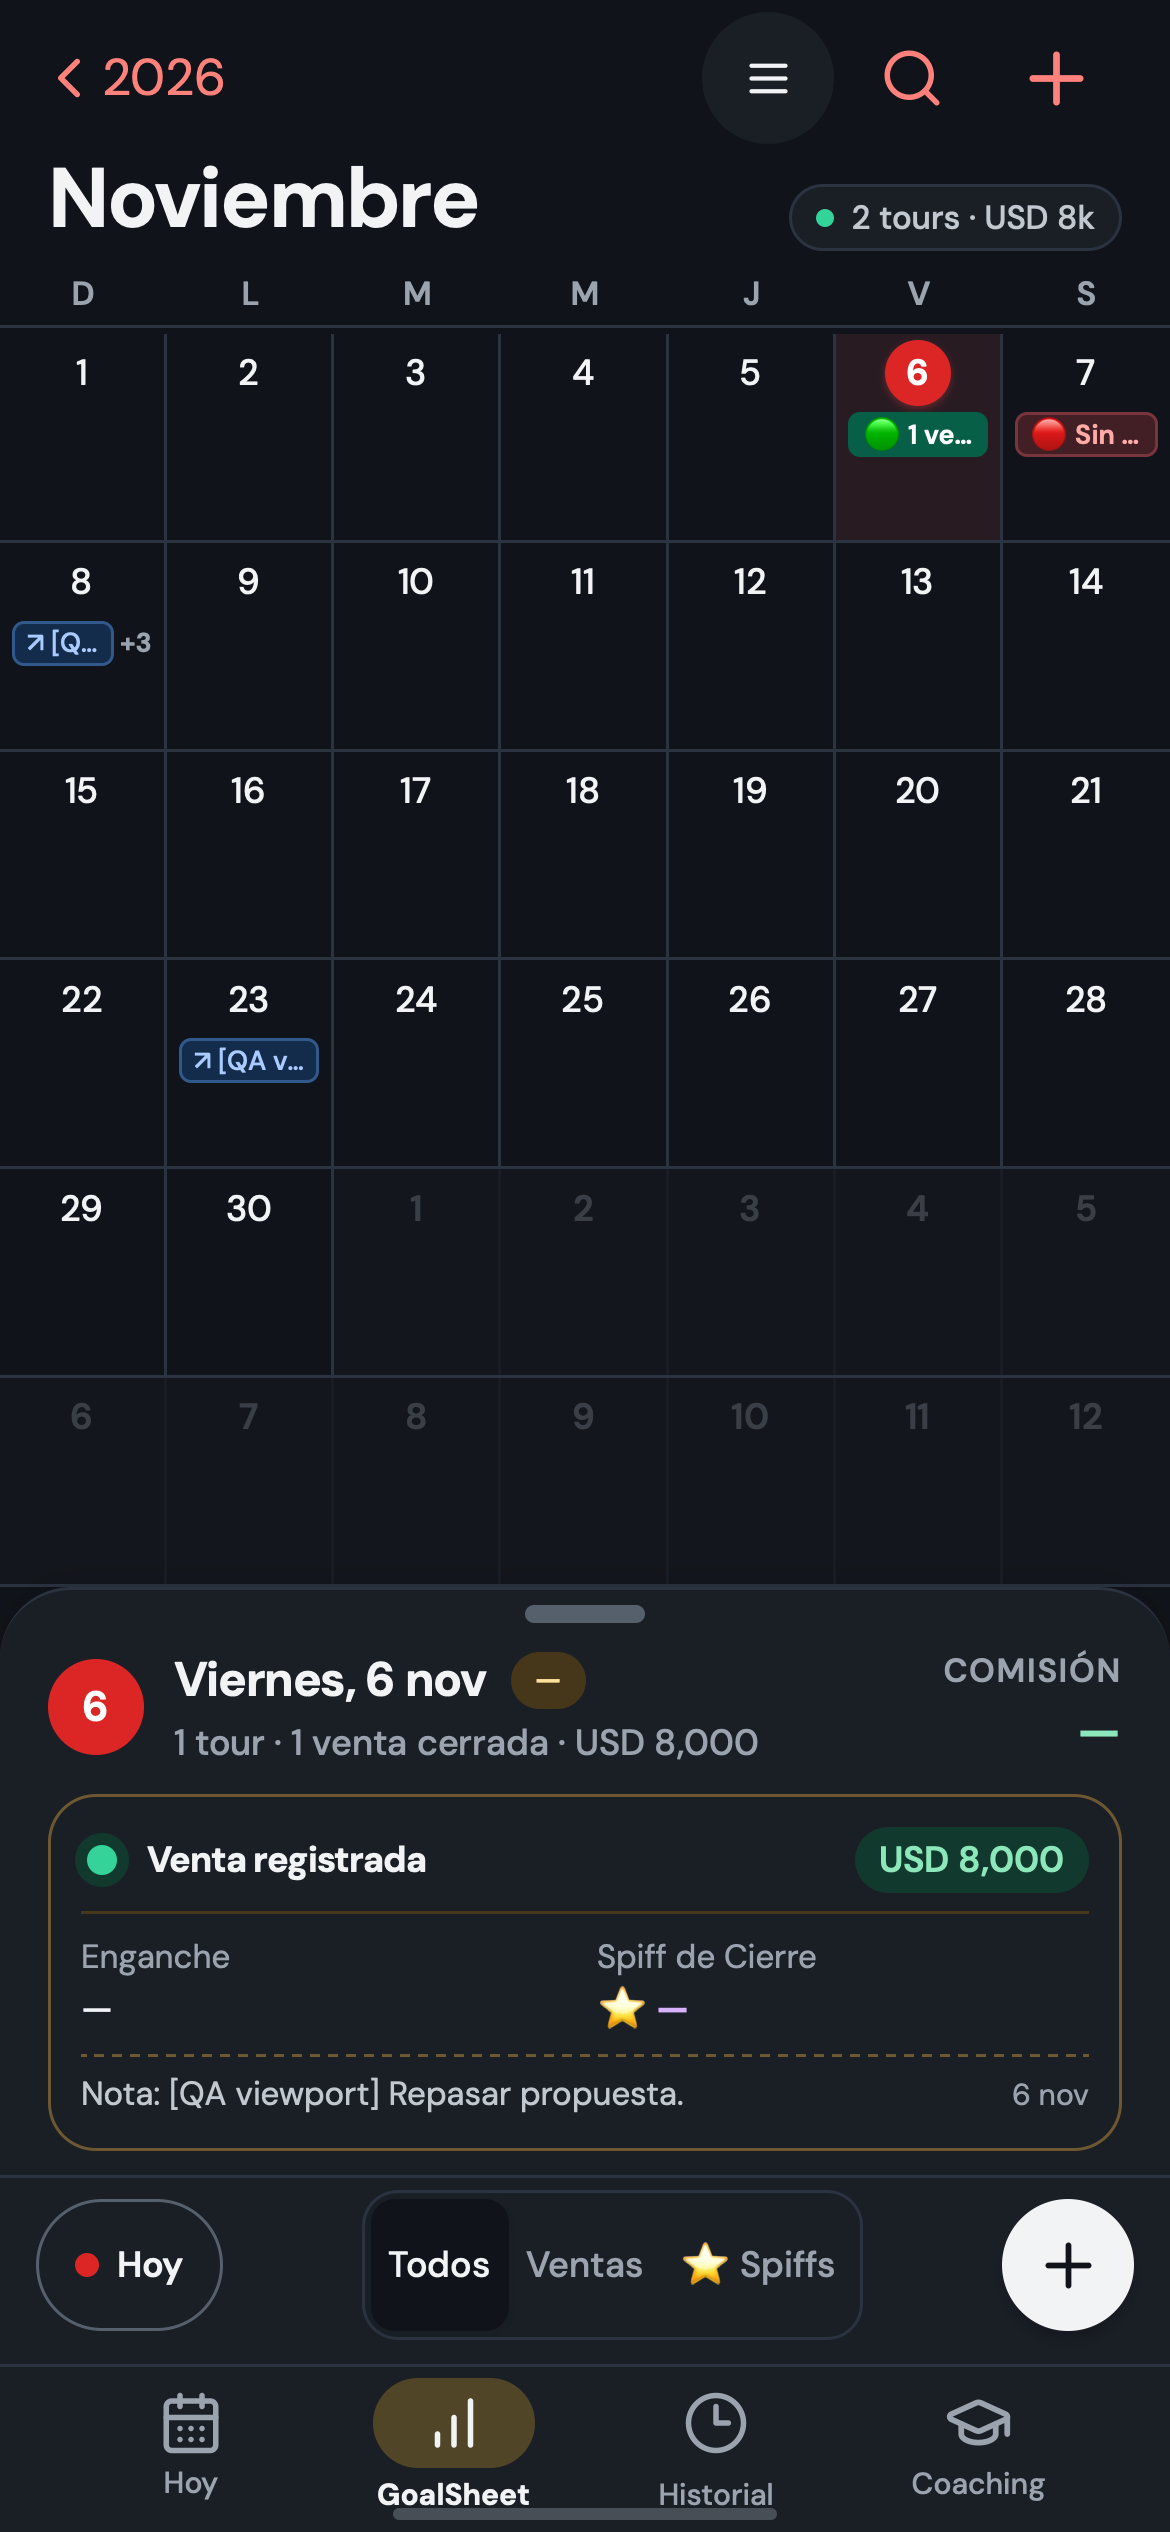 2026
Noviembre
2 tours · USD 8k
D L M M J V S
1 2 3 4 5 6 7
1 ve... Sin ...
8 9 10 11 12 13 14
[Q... +3
15 16 17 18 19 20 21
22 23 24 25 26 27 28
[QA v...
29 30 1 2 3 4 5
6 7 8 9 10 11 12
6 Viernes, 6 nov — COMISIÓN
1 tour · 1 venta cerrada · USD 8,000 —
Venta registrada USD 8,000
Enganche Spiff de Cierre
— ⭐ —
Nota: [QA viewport] Repasar propuesta. 6 nov
Hoy Todos Ventas ⭐ Spiffs
Hoy GoalSheet Historial Coaching